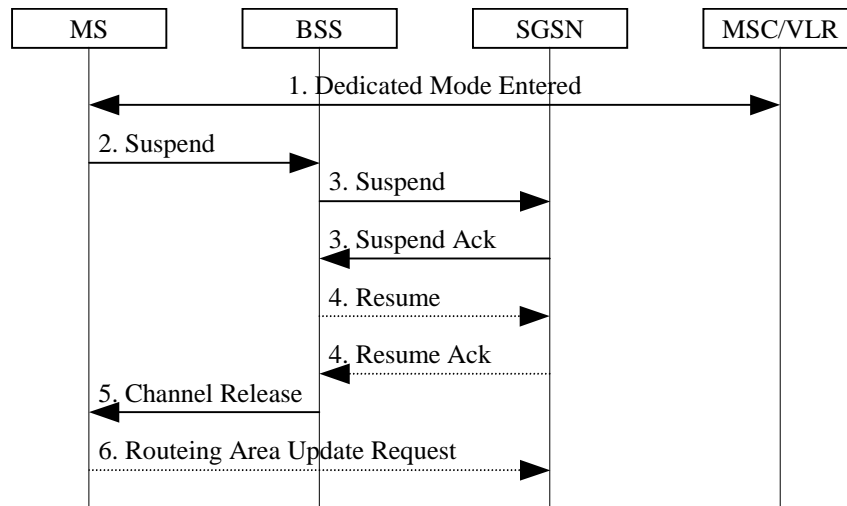 MS
BSS
SGSN
MSC/VLR
1. Dedicated Mode Entered
2. Suspend
3. Suspend
3. Suspend Ack
4. Resume
4. Resume Ack
5. Channel Release
6. Routeing Area Update Request